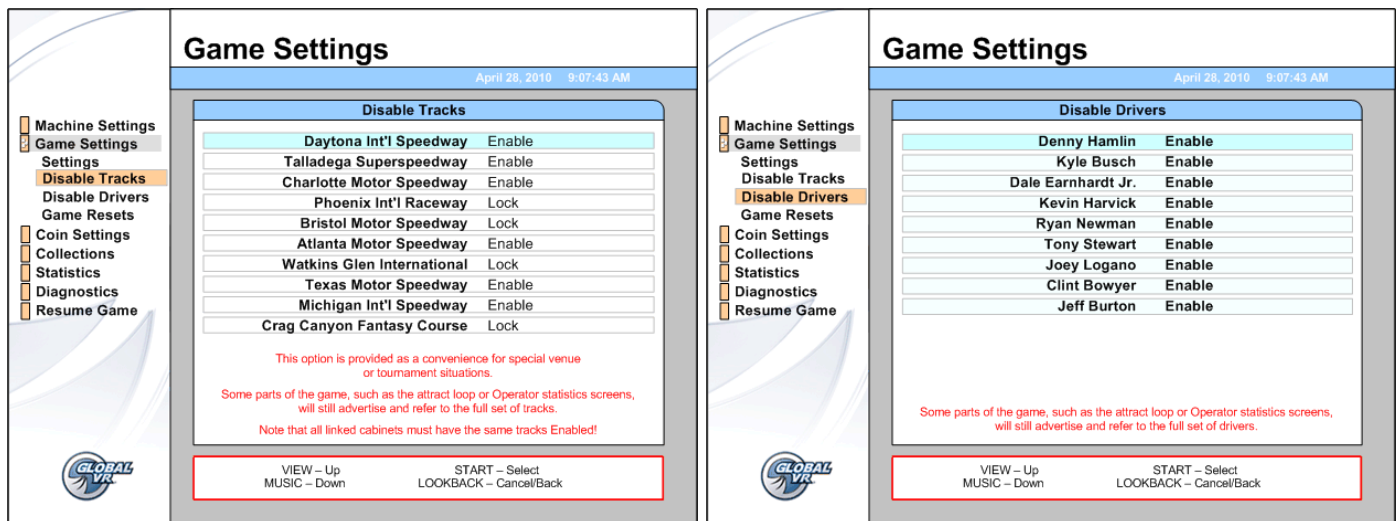 Game Settings
April 28, 2010 9:07:43 AM
Machine Settings
Game Settings
Settings
Disable Tracks
Disable Drivers
Game Resets
Coin Settings
Collections
Statistics
Diagnostics
Resume Game
GLOBAL
VR
Disable Tracks
Daytona Int'l Speedway Enable
Talladega Superspeedway Enable
Charlotte Motor Speedway Enable
Phoenix Int'l Raceway Lock
Bristol Motor Speedway Lock
Atlanta Motor Speedway Enable
Watkins Glen International Lock
Texas Motor Speedway Enable
Michigan Int'l Speedway Enable
Crag Canyon Fantasy Course Lock
This option is provided as a convenience for special venue
or tournament situations.
Some parts of the game, such as the attract loop or Operator statistics screens,
will still advertise and refer to the full set of tracks.
Note that all linked cabinets must have the same tracks Enabled!
VIEW – Up START – Select
MUSIC – Down LOOKBACK – Cancel/Back
Game Settings
April 28, 2010 9:07:43 AM
Machine Settings
Game Settings
Settings
Disable Tracks
Disable Drivers
Game Resets
Coin Settings
Collections
Statistics
Diagnostics
Resume Game
GLOBAL
VR
Disable Drivers
Denny Hamlin Enable
Kyle Busch Enable
Dale Earnhardt Jr. Enable
Kevin Harvick Enable
Ryan Newman Enable
Tony Stewart Enable
Joey Logano Enable
Clint Bowyer Enable
Jeff Burton Enable
Some parts of the game, such as the attract loop or Operator statistics screens,
will still advertise and refer to the full set of drivers.
VIEW – Up START – Select
MUSIC – Down LOOKBACK – Cancel/Back